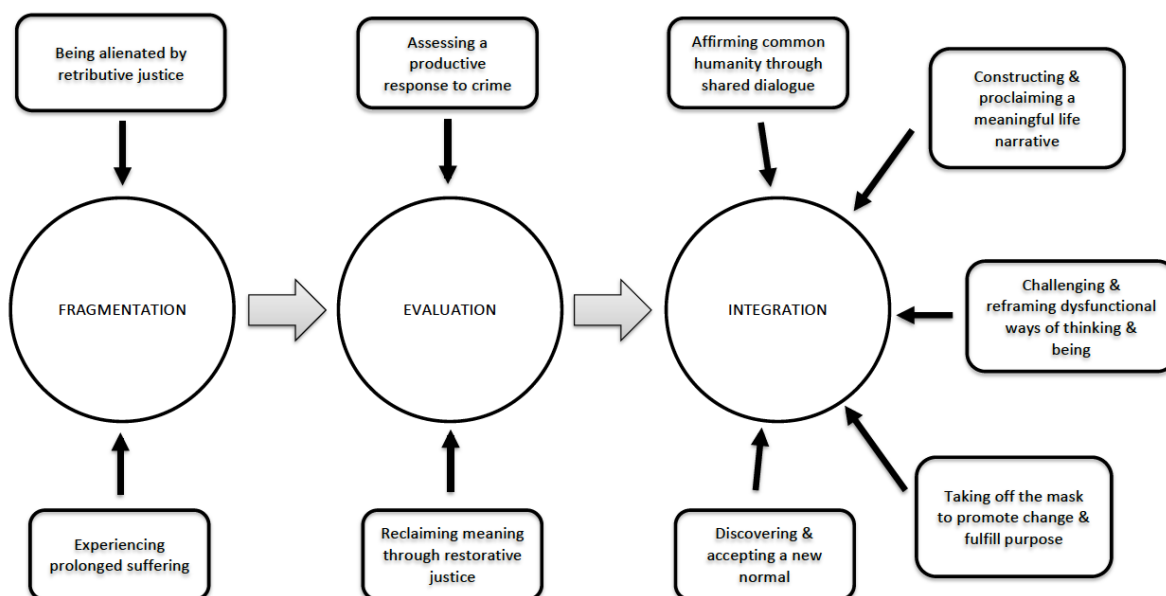 Being alienated by
retributive justice
Assessing a
productive
response to crime
Affirming common
humanity through
shared dialogue
Constructing &
proclaiming a
meaningful life
narrative
FRAGMENTATION
EVALUATION
INTEGRATION
Challenging &
reframing dysfunctional
ways of thinking &
being
Experiencing
prolonged suffering
Reclaiming meaning
through restorative
justice
Discovering &
accepting a new
normal
Taking off the mask
to promote change &
fulfill purpose